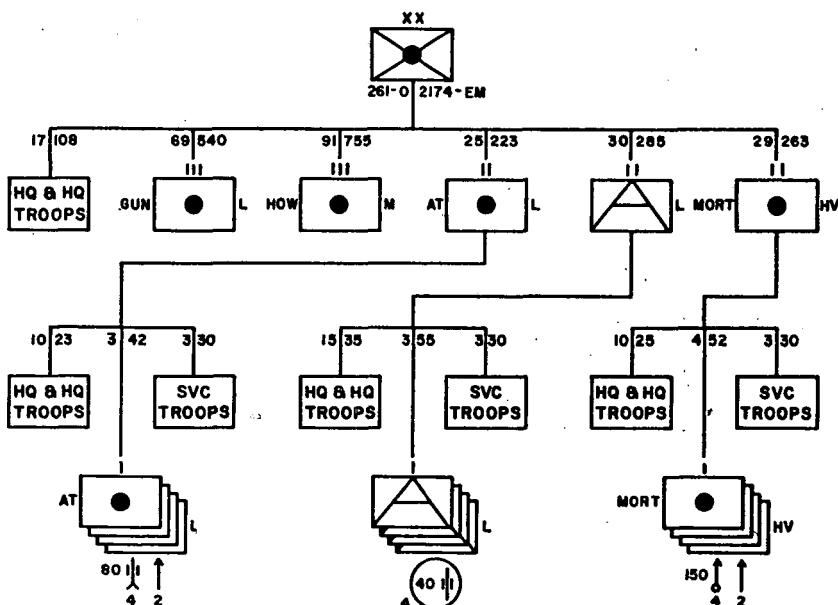 XX
261-O 2174-EM
17 108
69 540
91 755
25 223
30 285
29 263
III
III
II
II
II
HQ & HQ
TROOPS
GUN L
HOW M
AT L
L
MORT HV
10 23
3 42
3 30
15 35
3 55
3 30
10 25
4 52
3 30
HQ & HQ
TROOPS
SVC
TROOPS
HQ & HQ
TROOPS
SVC
TROOPS
HQ & HQ
TROOPS
SVC
TROOPS
I
I
I
AT L
L
MORT HV
80
4 2
40
4
150
4 2